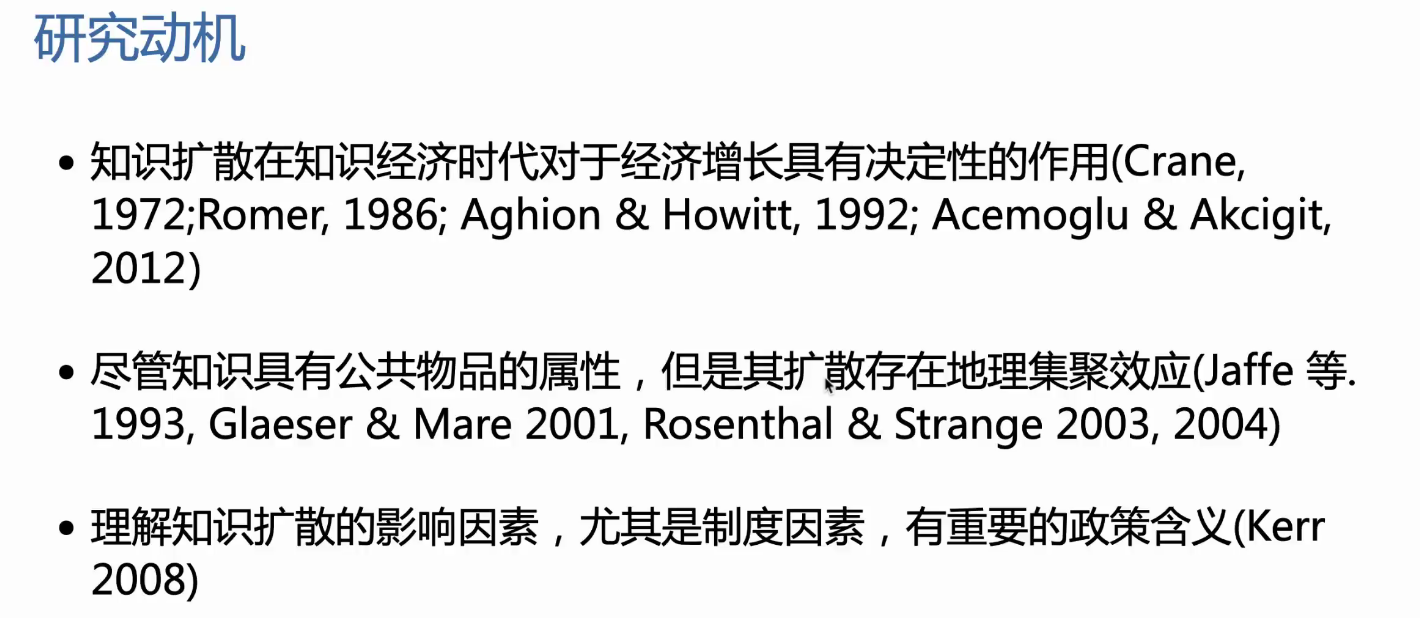 研究动机
• 知识扩散在知识经济时代对于经济增长具有决定性的作用(Crane,
1972;Romer, 1986; Aghion & Howitt, 1992; Acemoglu & Akcigit,
2012)
• 尽管知识具有公共物品的属性，但是其扩散存在地理集聚效应(Jaffe 等.
1993, Glaeser & Mare 2001, Rosenthal & Strange 2003, 2004)
• 理解知识扩散的影响因素，尤其是制度因素，有重要的政策含义(Kerr
2008)